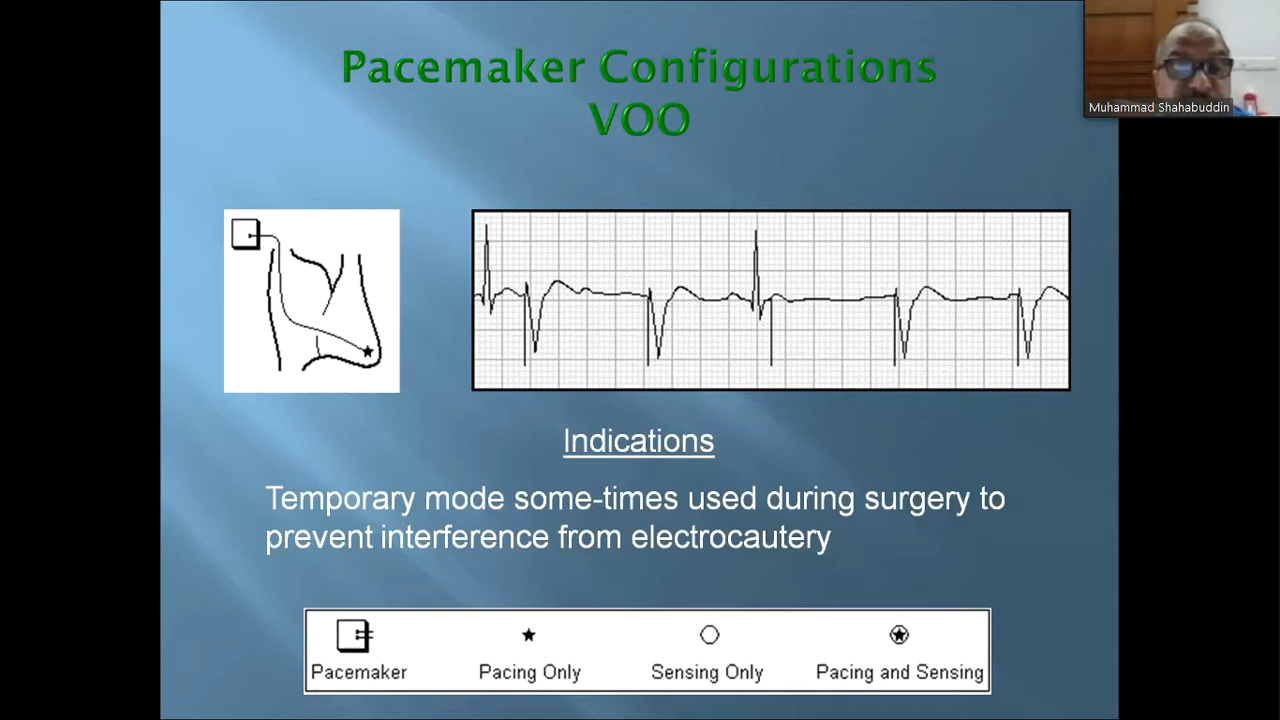 Pacemaker Configurations
VOO
Muhammad Shahabuddin
Indications
Temporary mode some-times used during surgery to
prevent interference from electrocautery
Pacemaker Pacing Only Sensing Only Pacing and Sensing